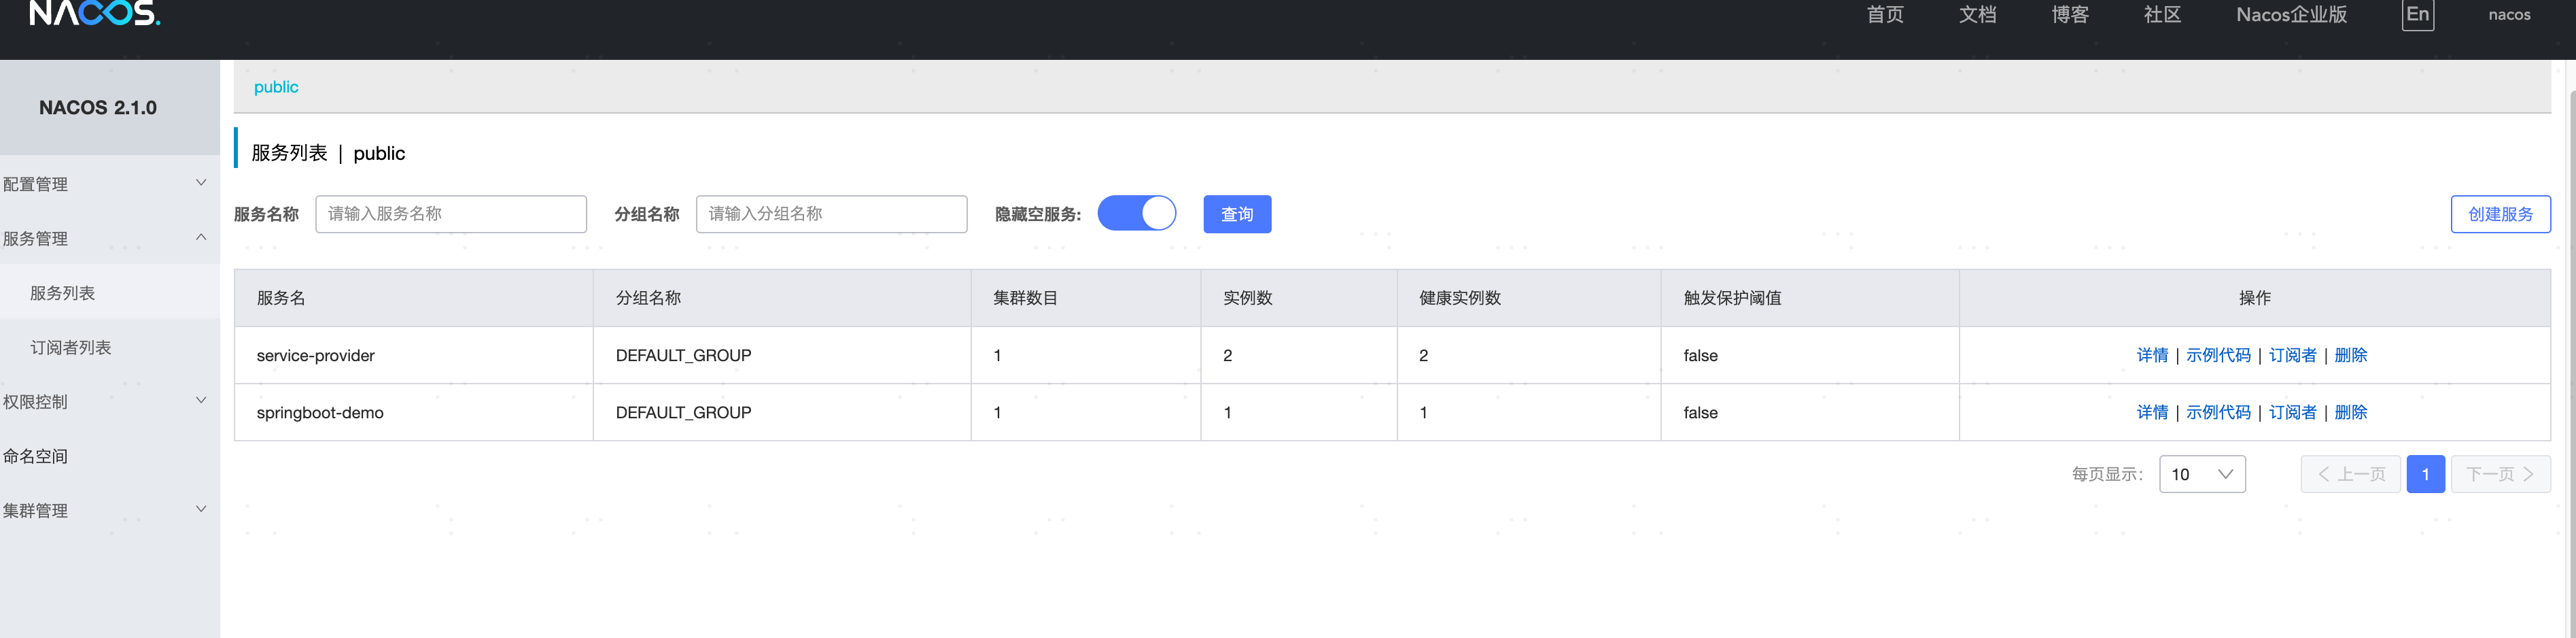 NACOS.
首页 文档 博客 社区 Nacos企业版 En nacos
NACOS 2.1.0
配置管理
服务管理
服务列表
订阅者列表
权限控制
命名空间
集群管理
public
服务列表 | public
服务名称 请输入服务名称 分组名称 请输入分组名称 隐藏空服务: 查询 创建服务
服务名 分组名称 集群数目 实例数 健康实例数 触发保护阈值 操作
service-provider DEFAULT_GROUP 1 2 2 false 详情 | 示例代码 | 订阅者 | 删除
springboot-demo DEFAULT_GROUP 1 1 1 false 详情 | 示例代码 | 订阅者 | 删除
每页显示: 10 上一页 1 下一页